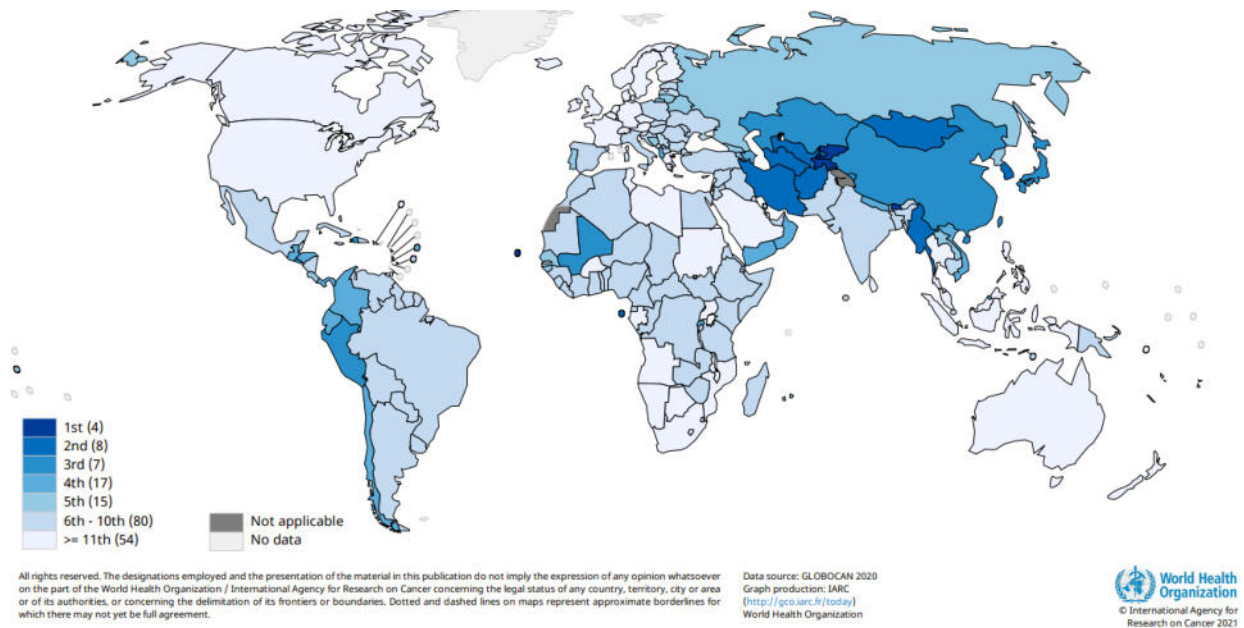 1st (4)
2nd (8)
3rd (7)
4th (17)
5th (15)
6th - 10th (80)
>= 11th (54)
Not applicable
No data
All rights reserved. The designations employed and the presentation of the material in this publication do not imply the expression of any opinion whatsoever
on the part of the World Health Organization / International Agency for Research on Cancer concerning the legal status of any country, territory, city or area
or of its authorities, or concerning the delimitation of its frontiers or boundaries. Dotted and dashed lines on maps represent approximate borderlines for
which there may not yet be full agreement.
Data source: GLOBOCAN 2020
Graph production: IARC
(http://gco.iarc.fr/today)
World Health Organization
World Health
Organization
© International Agency for
Research on Cancer 2021